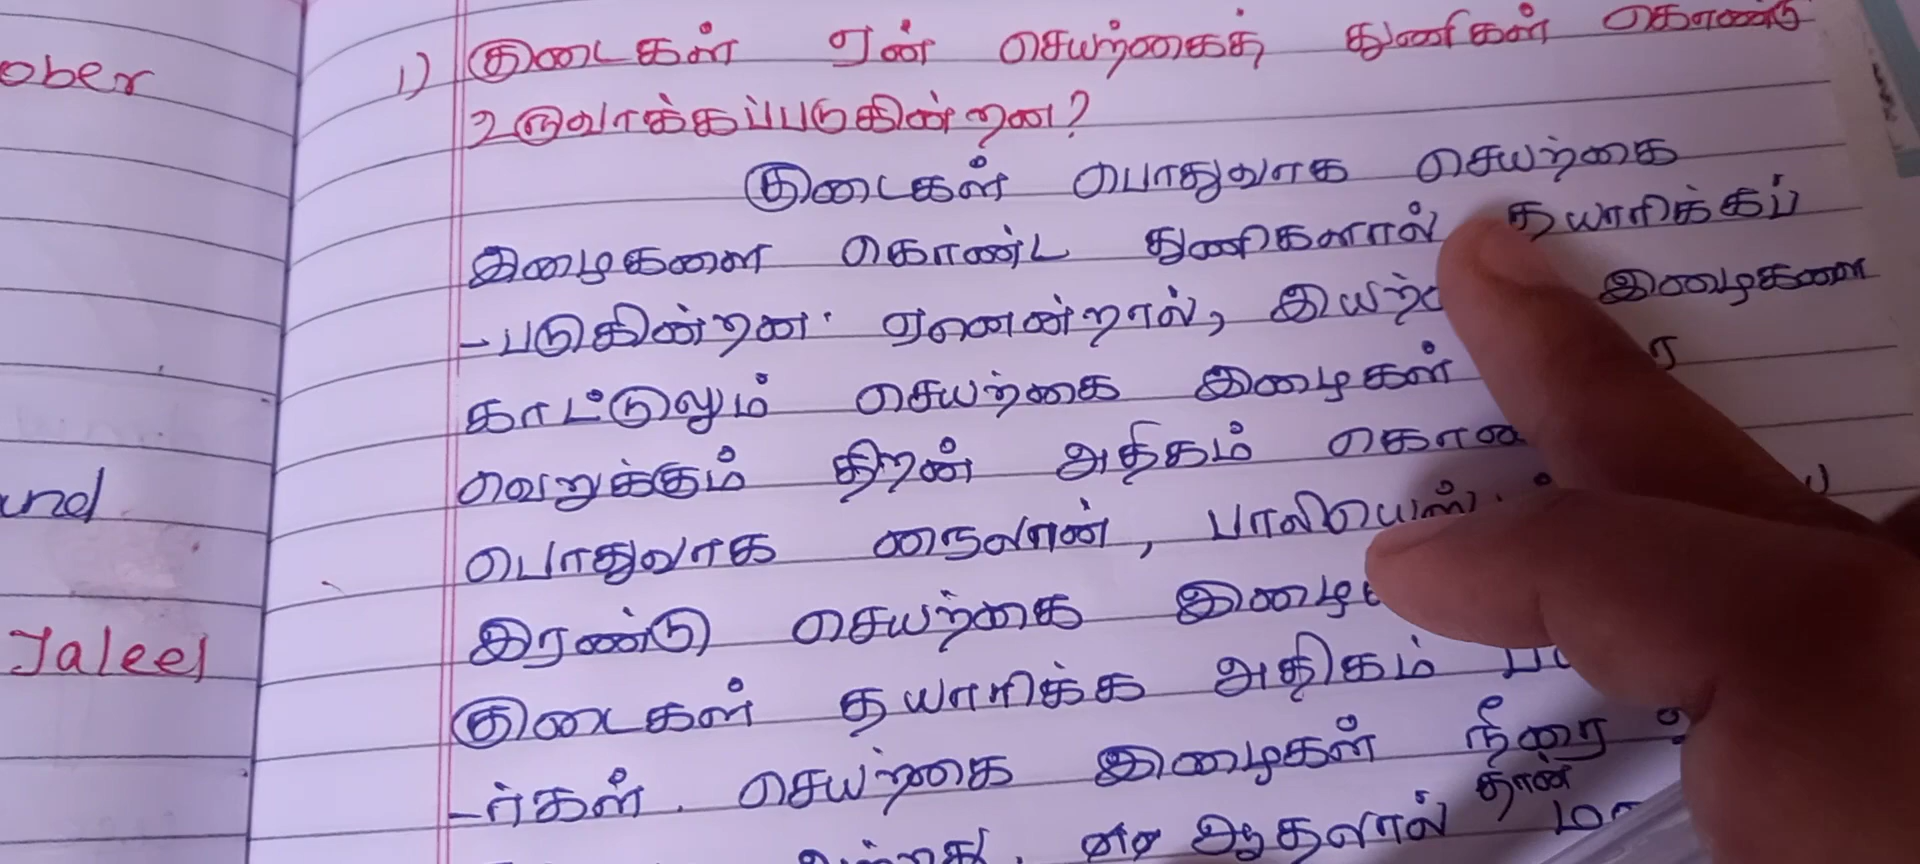 ober
und
Jaleel
1) குடைகள் ஏன் செயற்கைத் துணிகள் கொண்டு
உருவாக்கப்படுகின்றன?
குடைகள் பொதுவாக செயற்கை
இழைகளை கொண்ட துணிகளால் தயாரிக்கப்
-படுகின்றன. ஏனென்றால், இழைகளை
காட்டிலும் செயற்கை இழைகள்
வெறுக்கும் திறன் அதிகம்
பொதுவாக நைலான்,
இரண்டு செயற்கை
குடைகள் தயாரிக்க அதிகம்
-ர்கள். செயற்கை இழைகள் நீரை
ஆதலால் தான்